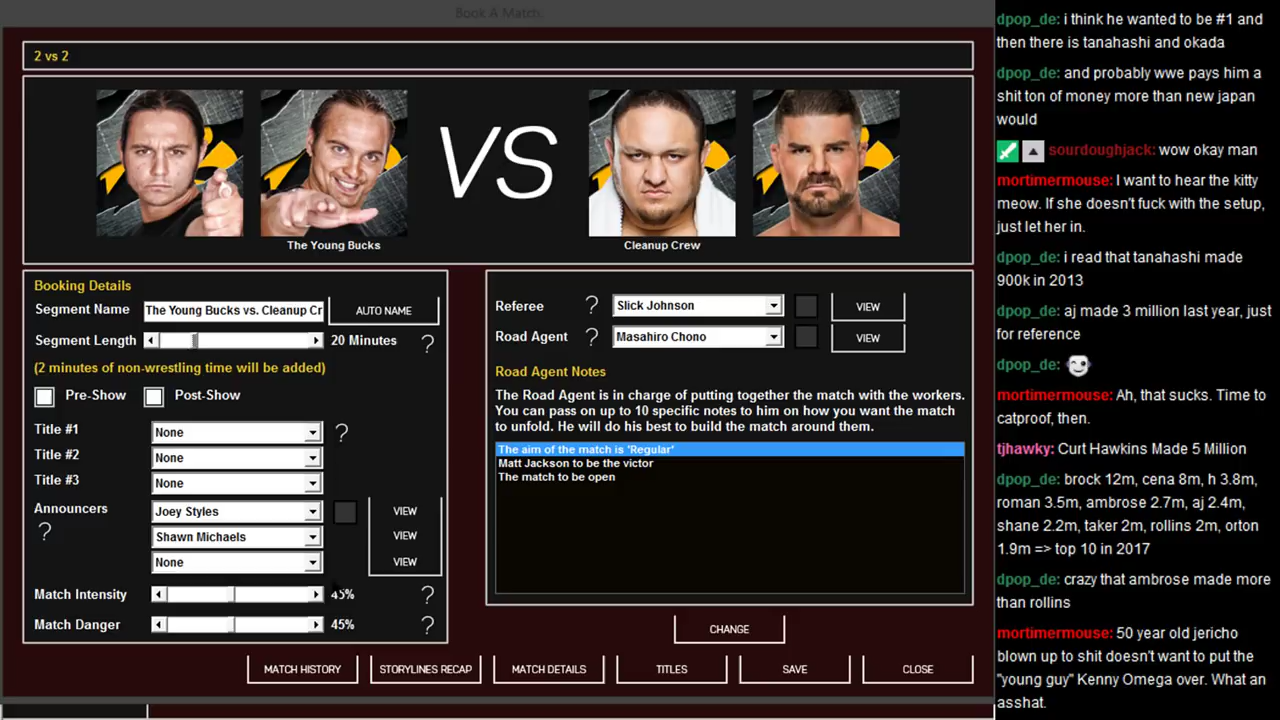 Book A Match.
2 vs 2
VS
The Young Bucks
Cleanup Crew
Booking Details
Segment Name
The Young Bucks vs. Cleanup Cr
AUTO NAME
Segment Length
20 Minutes
?
(2 minutes of non-wrestling time will be added)
Pre-Show
Post-Show
Title #1
None
?
Title #2
None
Title #3
None
Announcers
Joey Styles
VIEW
?
Shawn Michaels
VIEW
None
VIEW
Match Intensity
45%
?
Match Danger
45%
?
Referee
?
Slick Johnson
VIEW
Road Agent
?
Masahiro Chono
VIEW
Road Agent Notes
The Road Agent is in charge of putting together the match with the workers.
You can pass on up to 10 specific notes to him on how you want the match
to unfold. He will do his best to build the match around them.
The aim of the match is 'Regular'
Matt Jackson to be the victor
The match to be open
CHANGE
MATCH HISTORY
STORYLINES RECAP
MATCH DETAILS
TITLES
SAVE
CLOSE
dpop_de: i think he wanted to be #1 and
then there is tanahashi and okada
dpop_de: and probably wwe pays him a
shit ton of money more than new japan
would
sourdoughjack: wow okay man
mortimermouse: I want to hear the kitty
meow. If she doesn't fuck with the setup,
just let her in.
dpop_de: i read that tanahashi made
900k in 2013
dpop_de: aj made 3 million last year, just
for reference
dpop_de:
mortimermouse: Ah, that sucks. Time to
catproof, then.
tjhawky: Curt Hawkins Made 5 Million
dpop_de: brock 12m, cena 8m, h 3.8m,
roman 3.5m, ambrose 2.7m, aj 2.4m,
shane 2.2m, taker 2m, rollins 2m, orton
1.9m => top 10 in 2017
dpop_de: crazy that ambrose made more
than rollins
mortimermouse: 50 year old jericho
blown up to shit doesn't want to put the
"young guy" Kenny Omega over. What an
asshat.